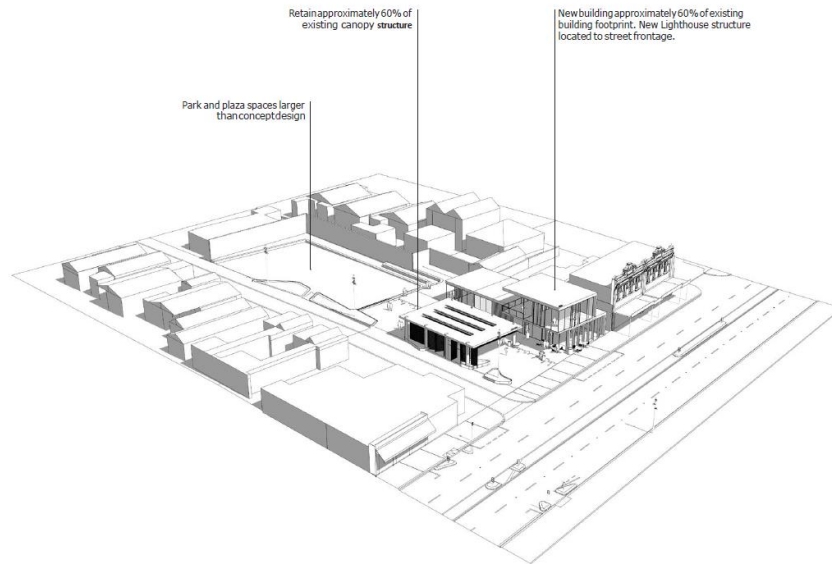 Retain approximately 60% of
existing canopy structure
New building approximately 60% of existing
building footprint. New Lighthouse structure
located to street frontage.
Park and plaza spaces larger
than concept design